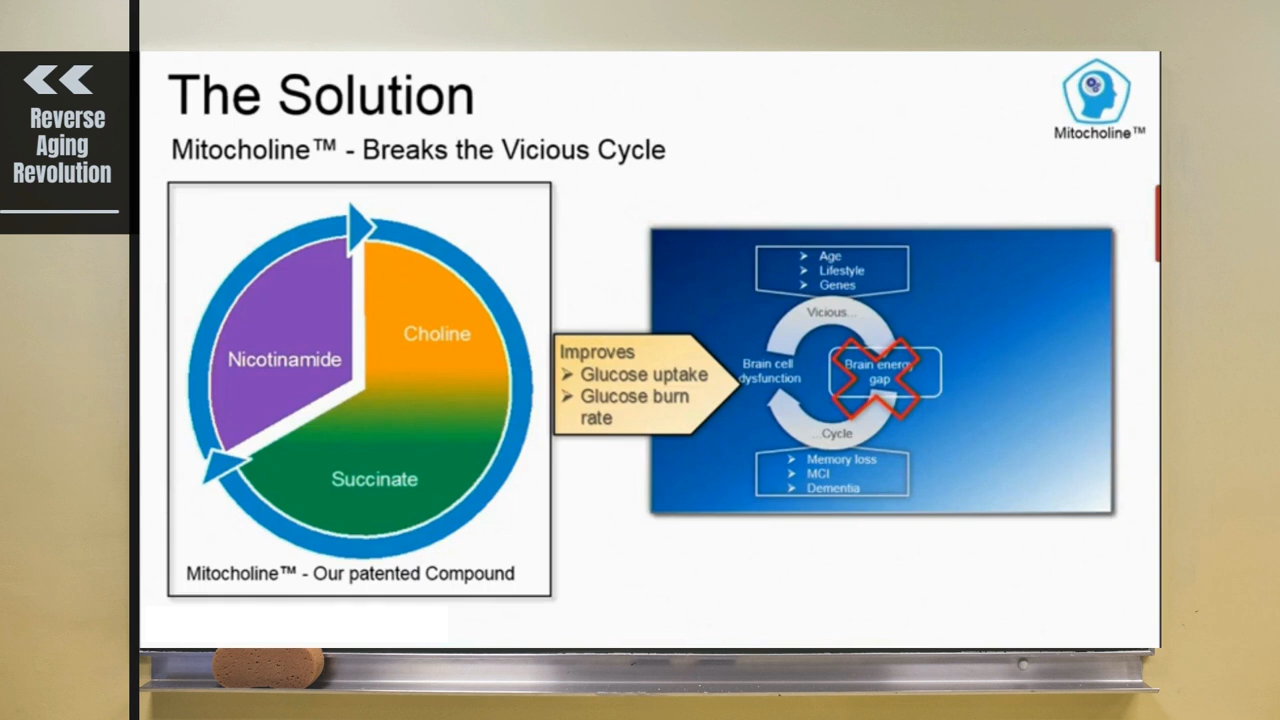 Reverse
Aging
Revolution
The Solution
Mitocholine™ - Breaks the Vicious Cycle
Mitocholine™
Nicotinamide
Choline
Succinate
Mitocholine™ - Our patented Compound
Improves
➢ Glucose uptake
➢ Glucose burn
rate
➢ Age
➢ Lifestyle
➢ Genes
Vicious...
Brain cell
dysfunction
Brain energy
gap
...Cycle
➢ Memory loss
➢ MCI
➢ Dementia